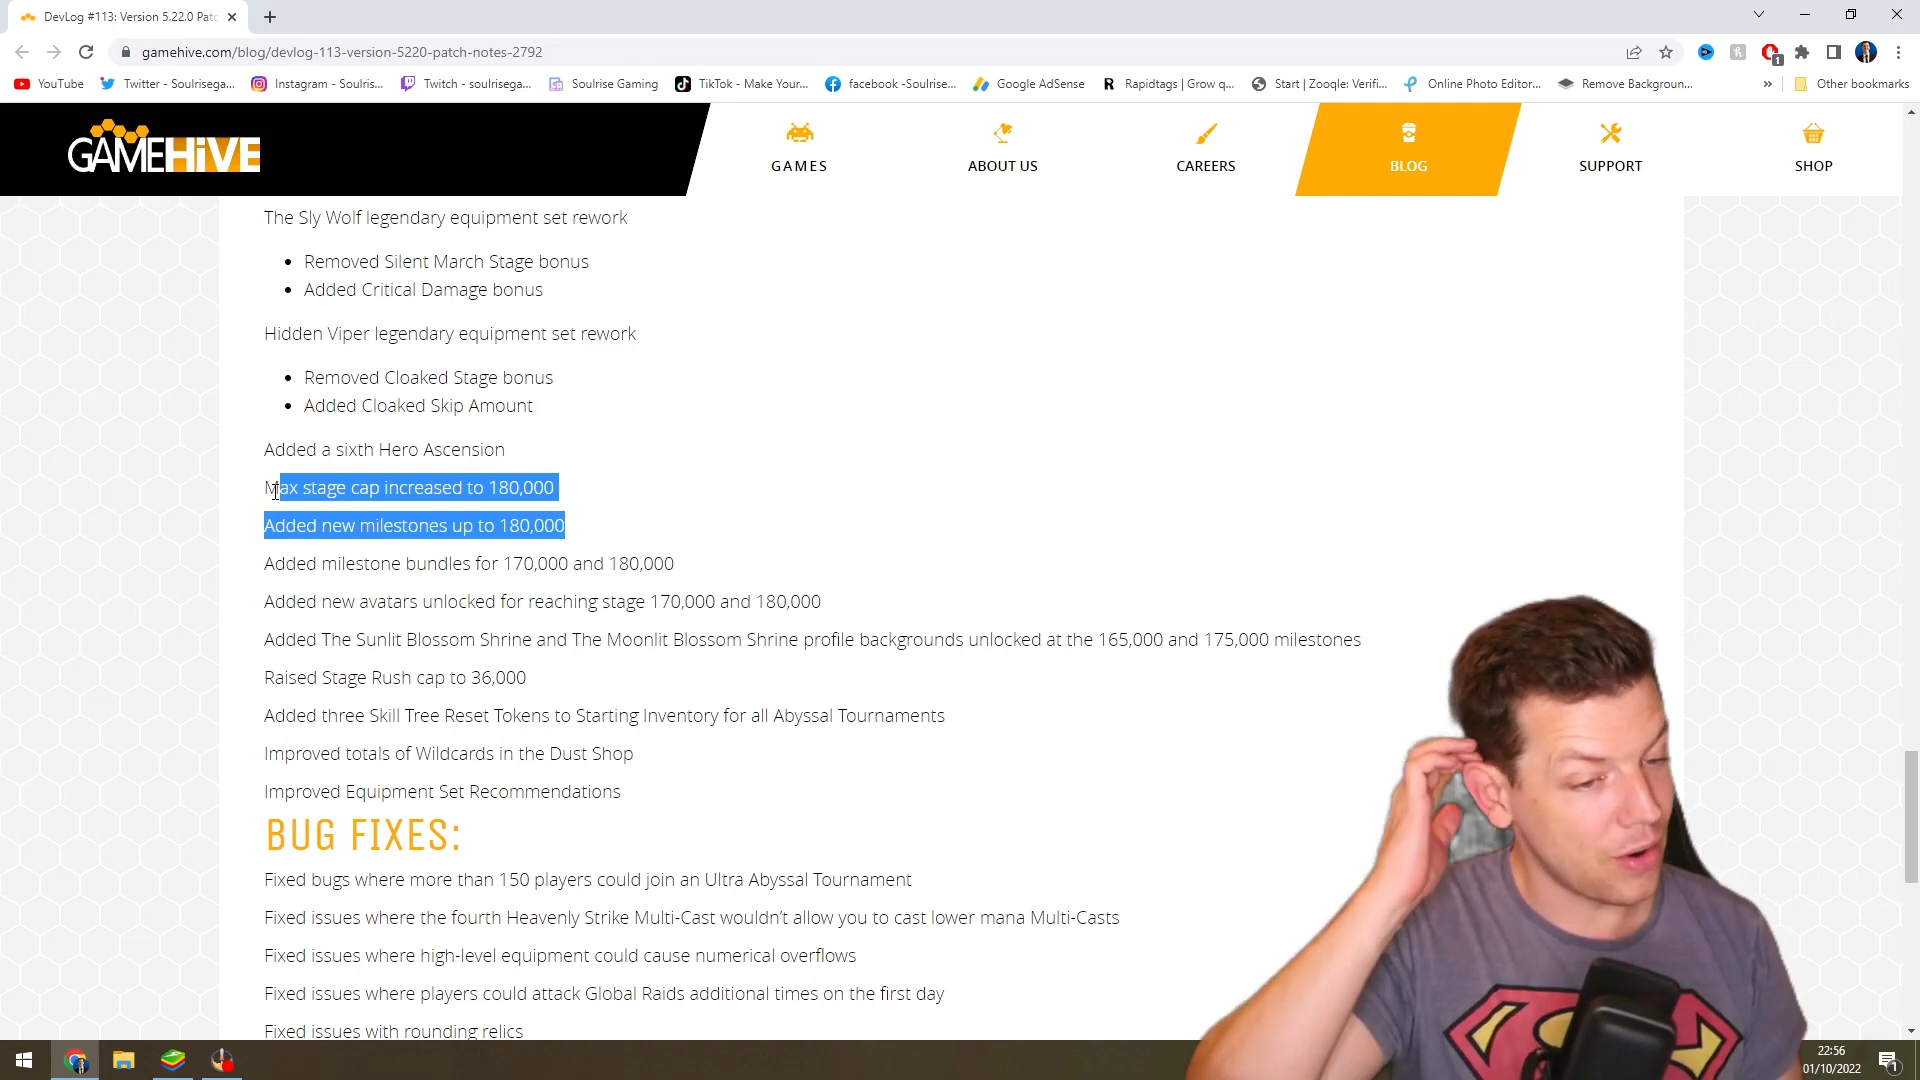 DevLog #113: Version 5.22.0 Patc
gamehive.com/blog/devlog-113-version-5220-patch-notes-2792
1
YouTube
Twitter - Soulrisega...
Instagram - Soulris...
Twitch - soulrisega...
Soulrise Gaming
TikTok - Make Your...
facebook -Soulrise...
Google AdSense
Rapidtags | Grow q...
Start | Zooqle: Verifi...
Online Photo Editor...
Remove Backgroun...
»
Other bookmarks
GAMEHIVE
GAMES
ABOUT US
CAREERS
BLOG
SUPPORT
SHOP
The Sly Wolf legendary equipment set rework
• Removed Silent March Stage bonus
• Added Critical Damage bonus
Hidden Viper legendary equipment set rework
• Removed Cloaked Stage bonus
• Added Cloaked Skip Amount
Added a sixth Hero Ascension
Max stage cap increased to 180,000
Added new milestones up to 180,000
Added milestone bundles for 170,000 and 180,000
Added new avatars unlocked for reaching stage 170,000 and 180,000
Added The Sunlit Blossom Shrine and The Moonlit Blossom Shrine profile backgrounds unlocked at the 165,000 and 175,000 milestones
Raised Stage Rush cap to 36,000
Added three Skill Tree Reset Tokens to Starting Inventory for all Abyssal Tournaments
Improved totals of Wildcards in the Dust Shop
Improved Equipment Set Recommendations
BUG FIXES:
Fixed bugs where more than 150 players could join an Ultra Abyssal Tournament
Fixed issues where the fourth Heavenly Strike Multi-Cast wouldn't allow you to cast lower mana Multi-Casts
Fixed issues where high-level equipment could cause numerical overflows
Fixed issues where players could attack Global Raids additional times on the first day
Fixed issues with rounding relics
22:56
01/10/2022
1